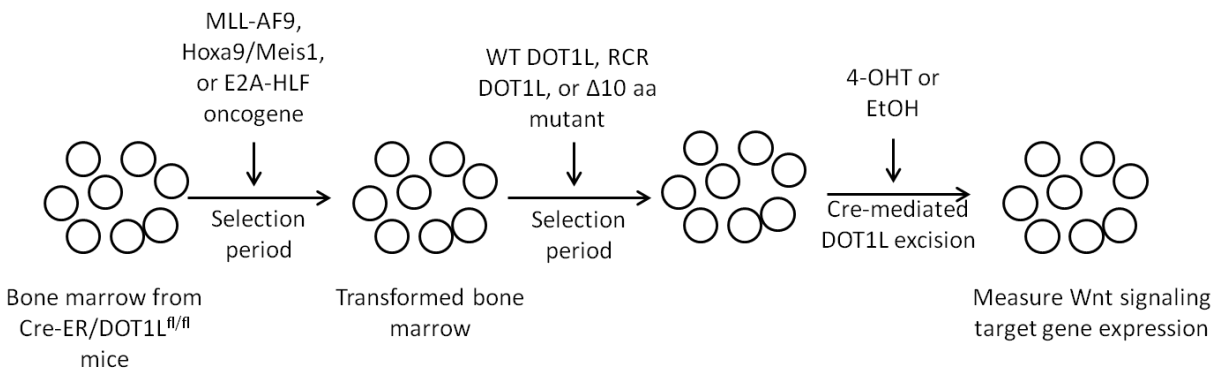 MLL-AF9,
Hoxa9/Meis1,
or E2A-HLF
oncogene
Selection
period
WT DOT1L, RCR
DOT1L, or Δ10 aa
mutant
Selection
period
4-OHT or
EtOH
Cre-mediated
DOT1L excision
Bone marrow from
Cre-ER/DOT1Lfl/fl
mice
Transformed bone
marrow
Measure Wnt signaling
target gene expression